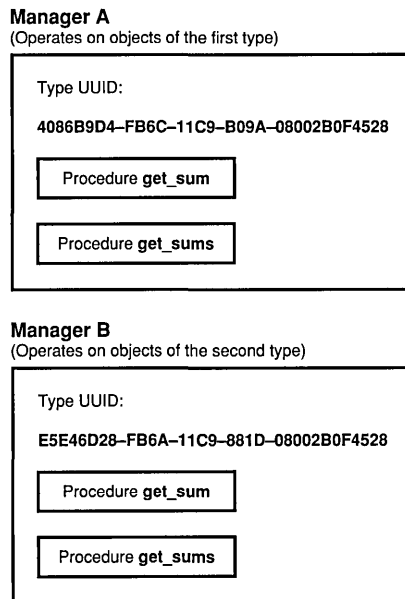 Manager A
(Operates on objects of the first type)
Type UUID:
4086B9D4–FB6C–11C9–B09A–08002B0F4528
Procedure get_sum
Procedure get_sums
Manager B
(Operates on objects of the second type)
Type UUID:
E5E46D28–FB6A–11C9–881D–08002B0F4528
Procedure get_sum
Procedure get_sums